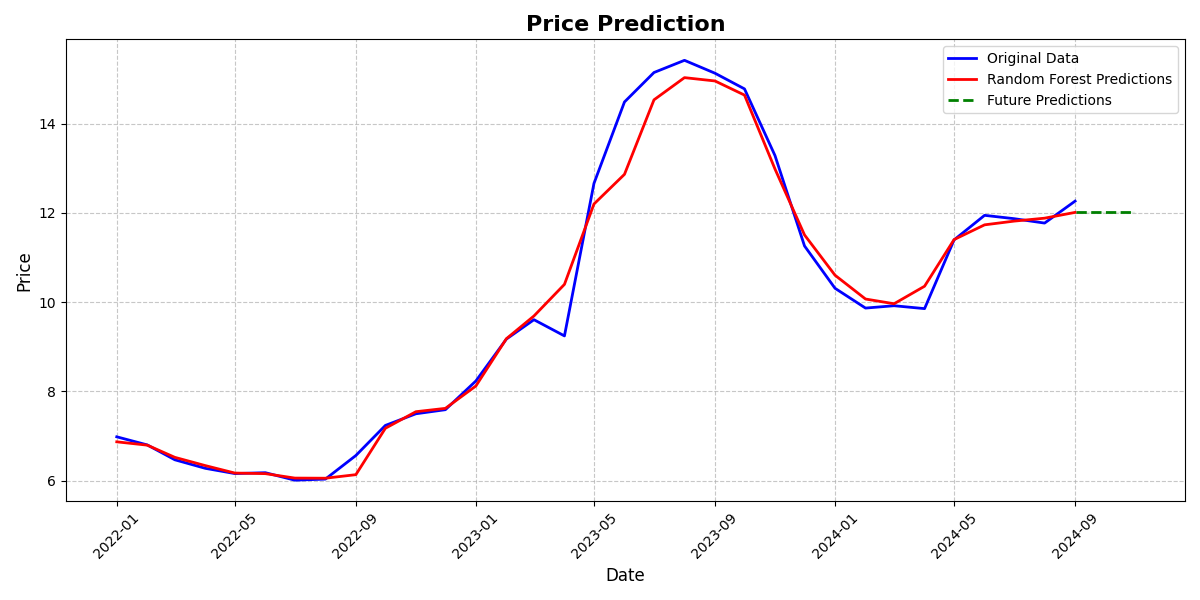 Price Prediction
Original Data
Random Forest Predictions
Future Predictions
Price
14
12
10
8
6
2022-01
2022-05
2022-09
2023-01
2023-05
2023-09
2024-01
2024-05
2024-09
Date